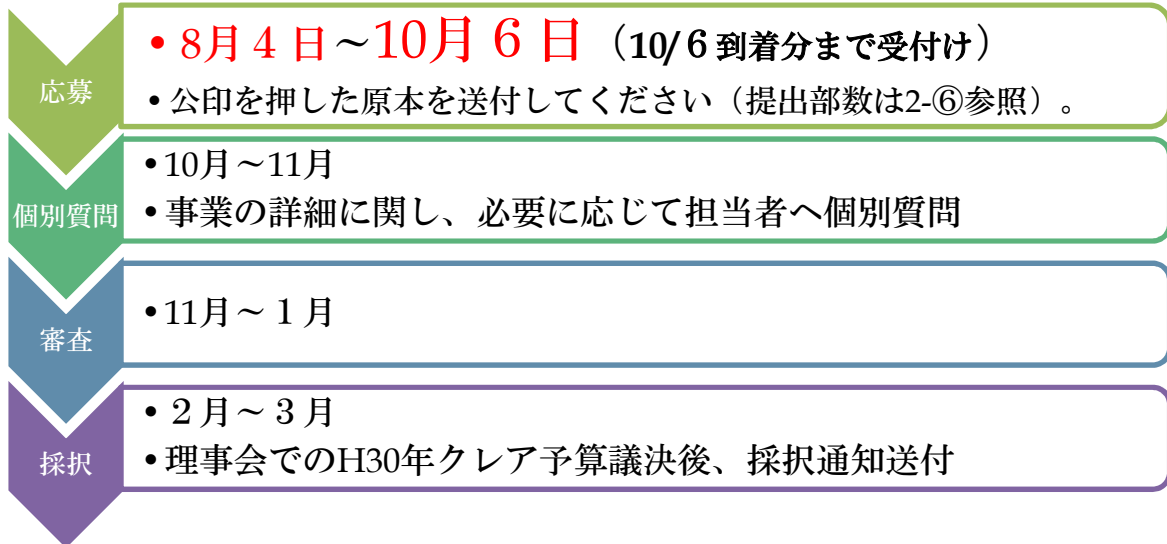 応募
• 8月４日～10月６日（10/６到着分まで受付け）
• 公印を押した原本を送付してください（提出部数は2-⑥参照）。
個別質問
• 10月～11月
• 事業の詳細に関し、必要に応じて担当者へ個別質問
審査
• 11月～１月
採択
• ２月～３月
• 理事会でのH30年クレア予算議決後、採択通知送付